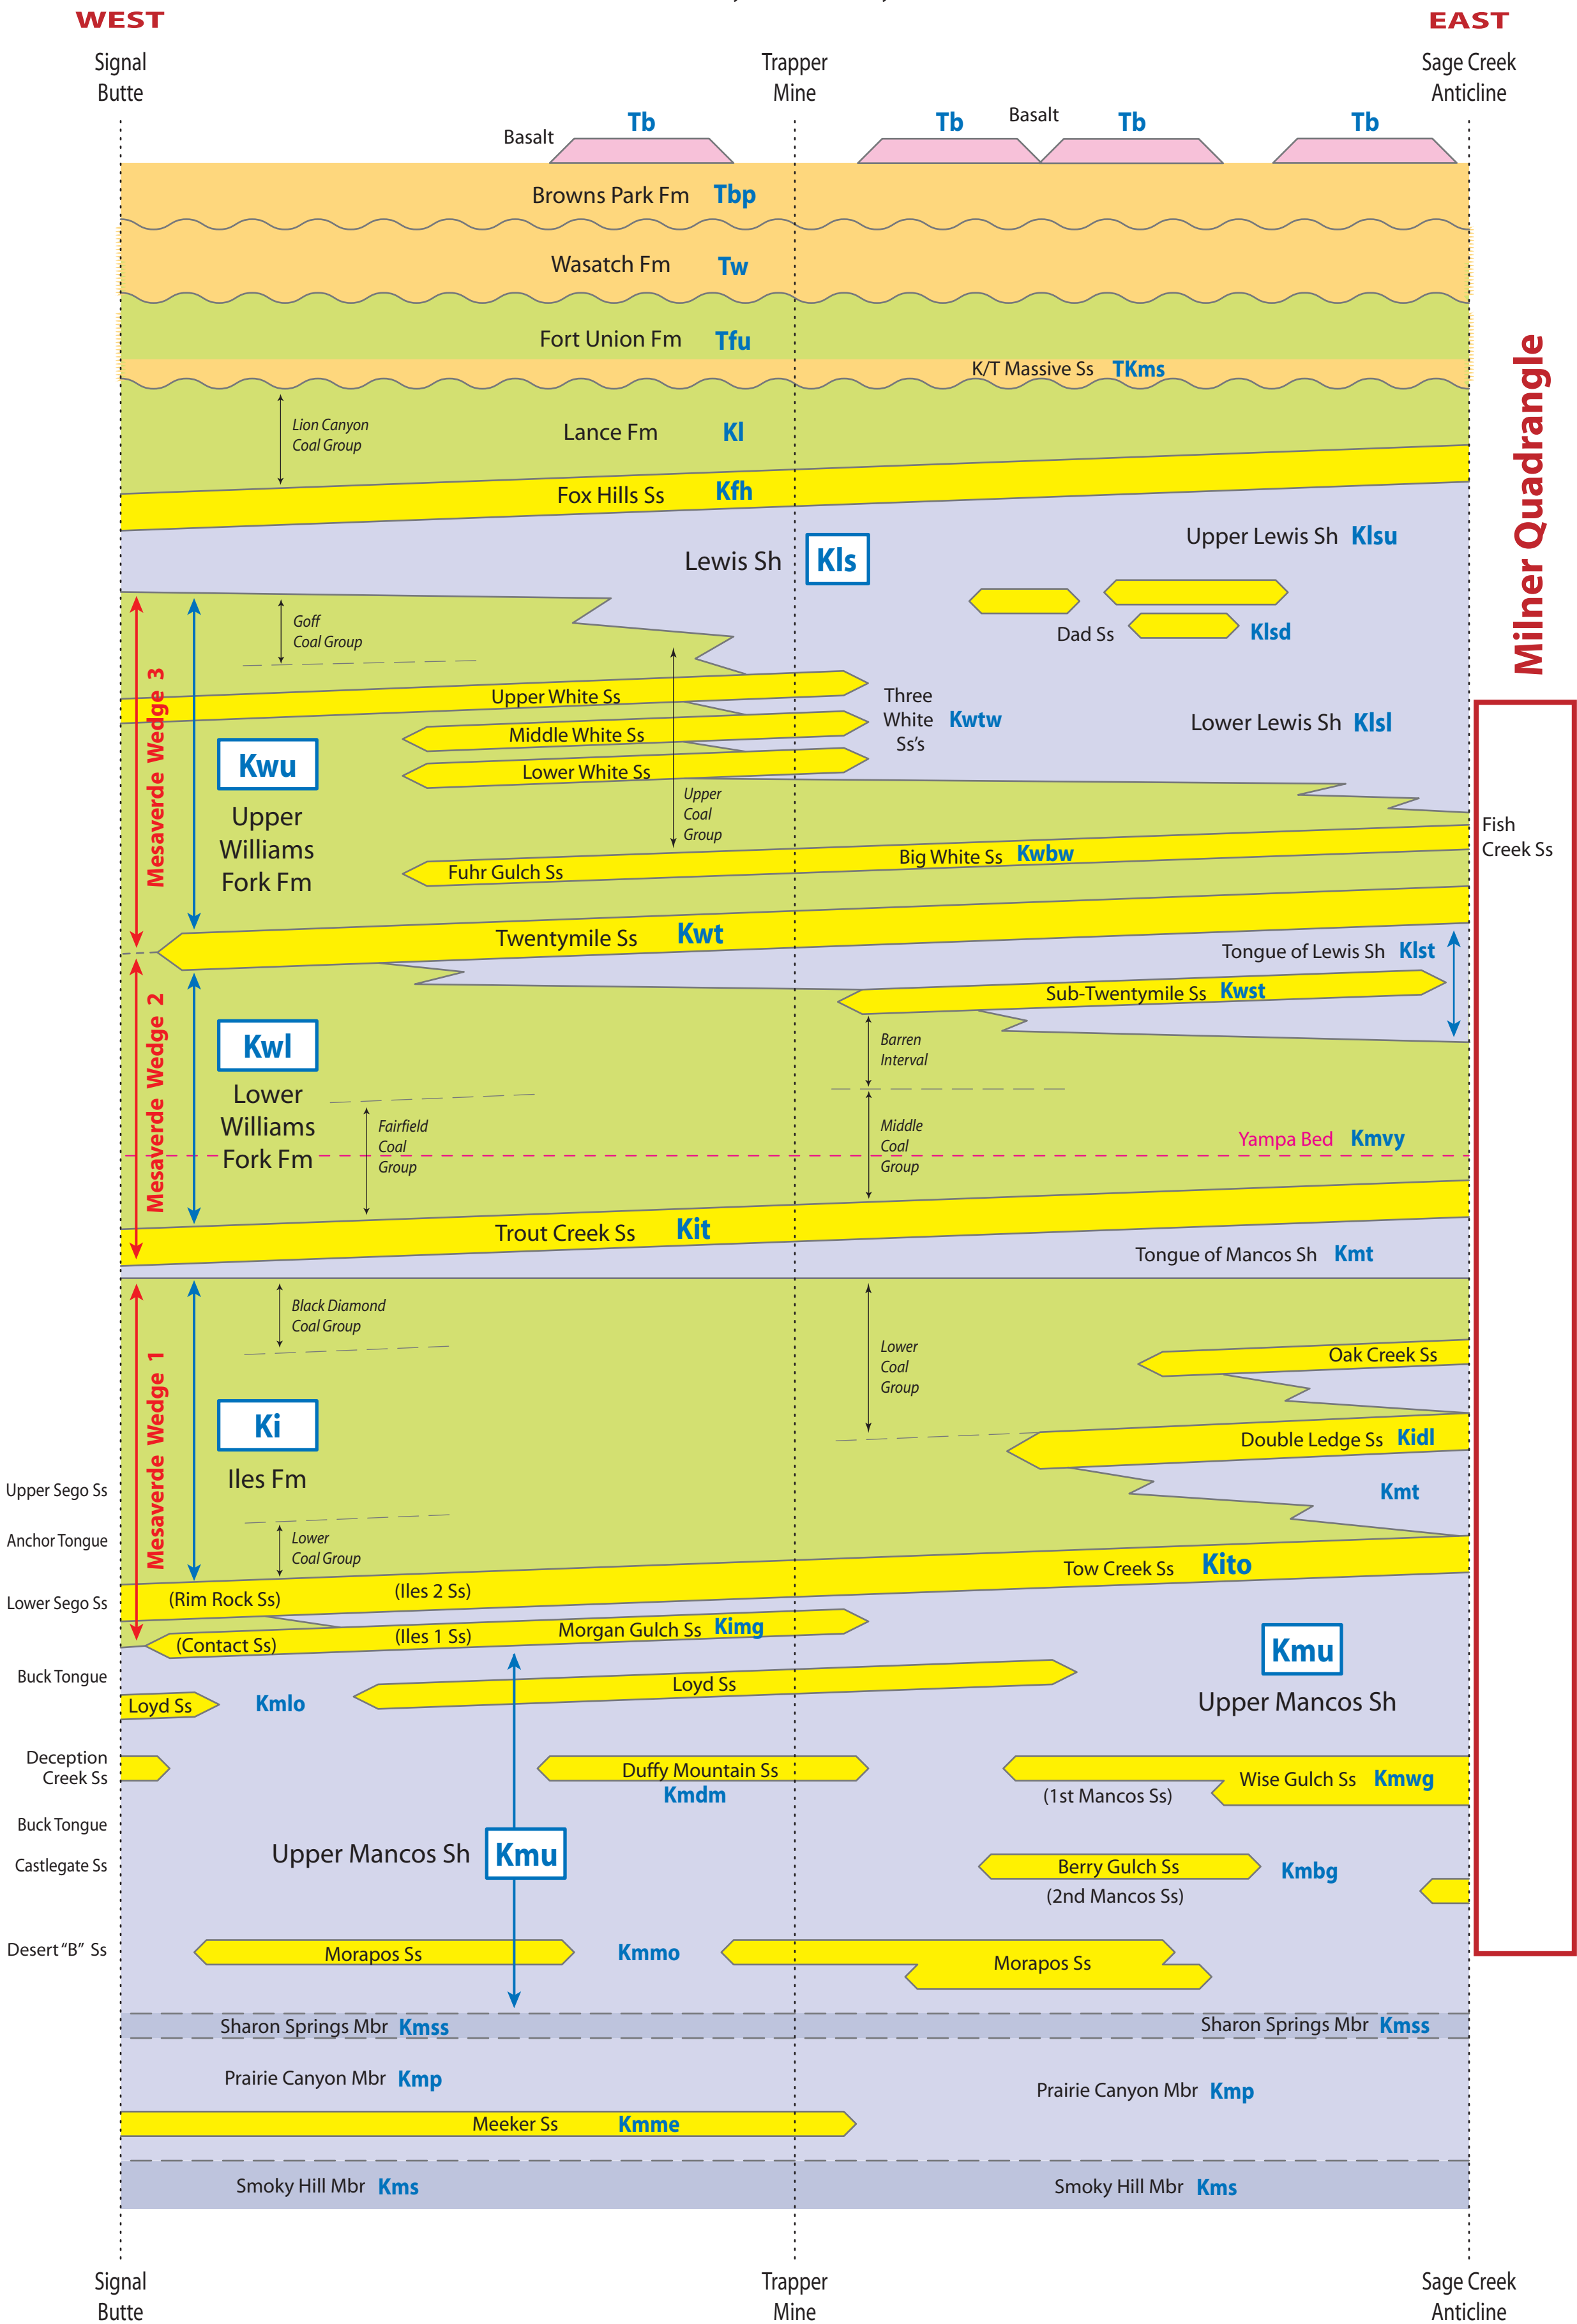 WEST
EAST
Signal
Butte
Trapper
Mine
Sage Creek
Anticline
Basalt
Tb
Tb
Basalt
Tb
Tb
Browns Park Fm Tbp
Wasatch Fm Tw
Fort Union Fm Tfu
K/T Massive Ss TKms
Lion Canyon
Coal Group
Lance Fm Kl
Fox Hills Ss Kfh
Milner Quadrangle
Lewis Sh Kls
Upper Lewis Sh Klsu
Goff
Coal Group
Dad Ss
Klsd
Mesaverde Wedge 3
Upper White Ss
Middle White Ss
Lower White Ss
Three
White
Ss's
Kwtw
Lower Lewis Sh Klsl
Kwu
Upper
Williams
Fork Fm
Upper
Coal
Group
Fish
Creek Ss
Fuhr Gulch Ss
Big White Ss Kwbw
Twentymile Ss Kwt
Tongue of Lewis Sh Klst
Sub-Twentymile Ss Kwst
Mesaverde Wedge 2
Kwl
Lower
Williams
Fork Fm
Barren
Interval
Fairfield
Coal
Group
Middle
Coal
Group
Yampa Bed Kmvy
Trout Creek Ss Kit
Tongue of Mancos Sh Kmt
Black Diamond
Coal Group
Lower
Coal
Group
Oak Creek Ss
Mesaverde Wedge 1
Ki
Iles Fm
Double Ledge Ss Kidl
Kmt
Upper Sego Ss
Anchor Tongue
Lower Sego Ss
Lower
Coal Group
Tow Creek Ss Kito
(Rim Rock Ss)
(Iles 2 Ss)
(Contact Ss)
(Iles 1 Ss)
Morgan Gulch Ss Kimg
Kmu
Upper Mancos Sh
Buck Tongue
Loyd Ss
Kmlo
Loyd Ss
Deception
Creek Ss
Duffy Mountain Ss
Kmdm
Wise Gulch Ss Kmwg
(1st Mancos Ss)
Buck Tongue
Upper Mancos Sh Kmu
Castlegate Ss
Berry Gulch Ss
Kmbg
(2nd Mancos Ss)
Desert "B" Ss
Morapos Ss
Kmmo
Morapos Ss
Sharon Springs Mbr Kmss
Sharon Springs Mbr Kmss
Prairie Canyon Mbr Kmp
Prairie Canyon Mbr Kmp
Meeker Ss Kmme
Smoky Hill Mbr Kms
Smoky Hill Mbr Kms
Signal
Butte
Trapper
Mine
Sage Creek
Anticline